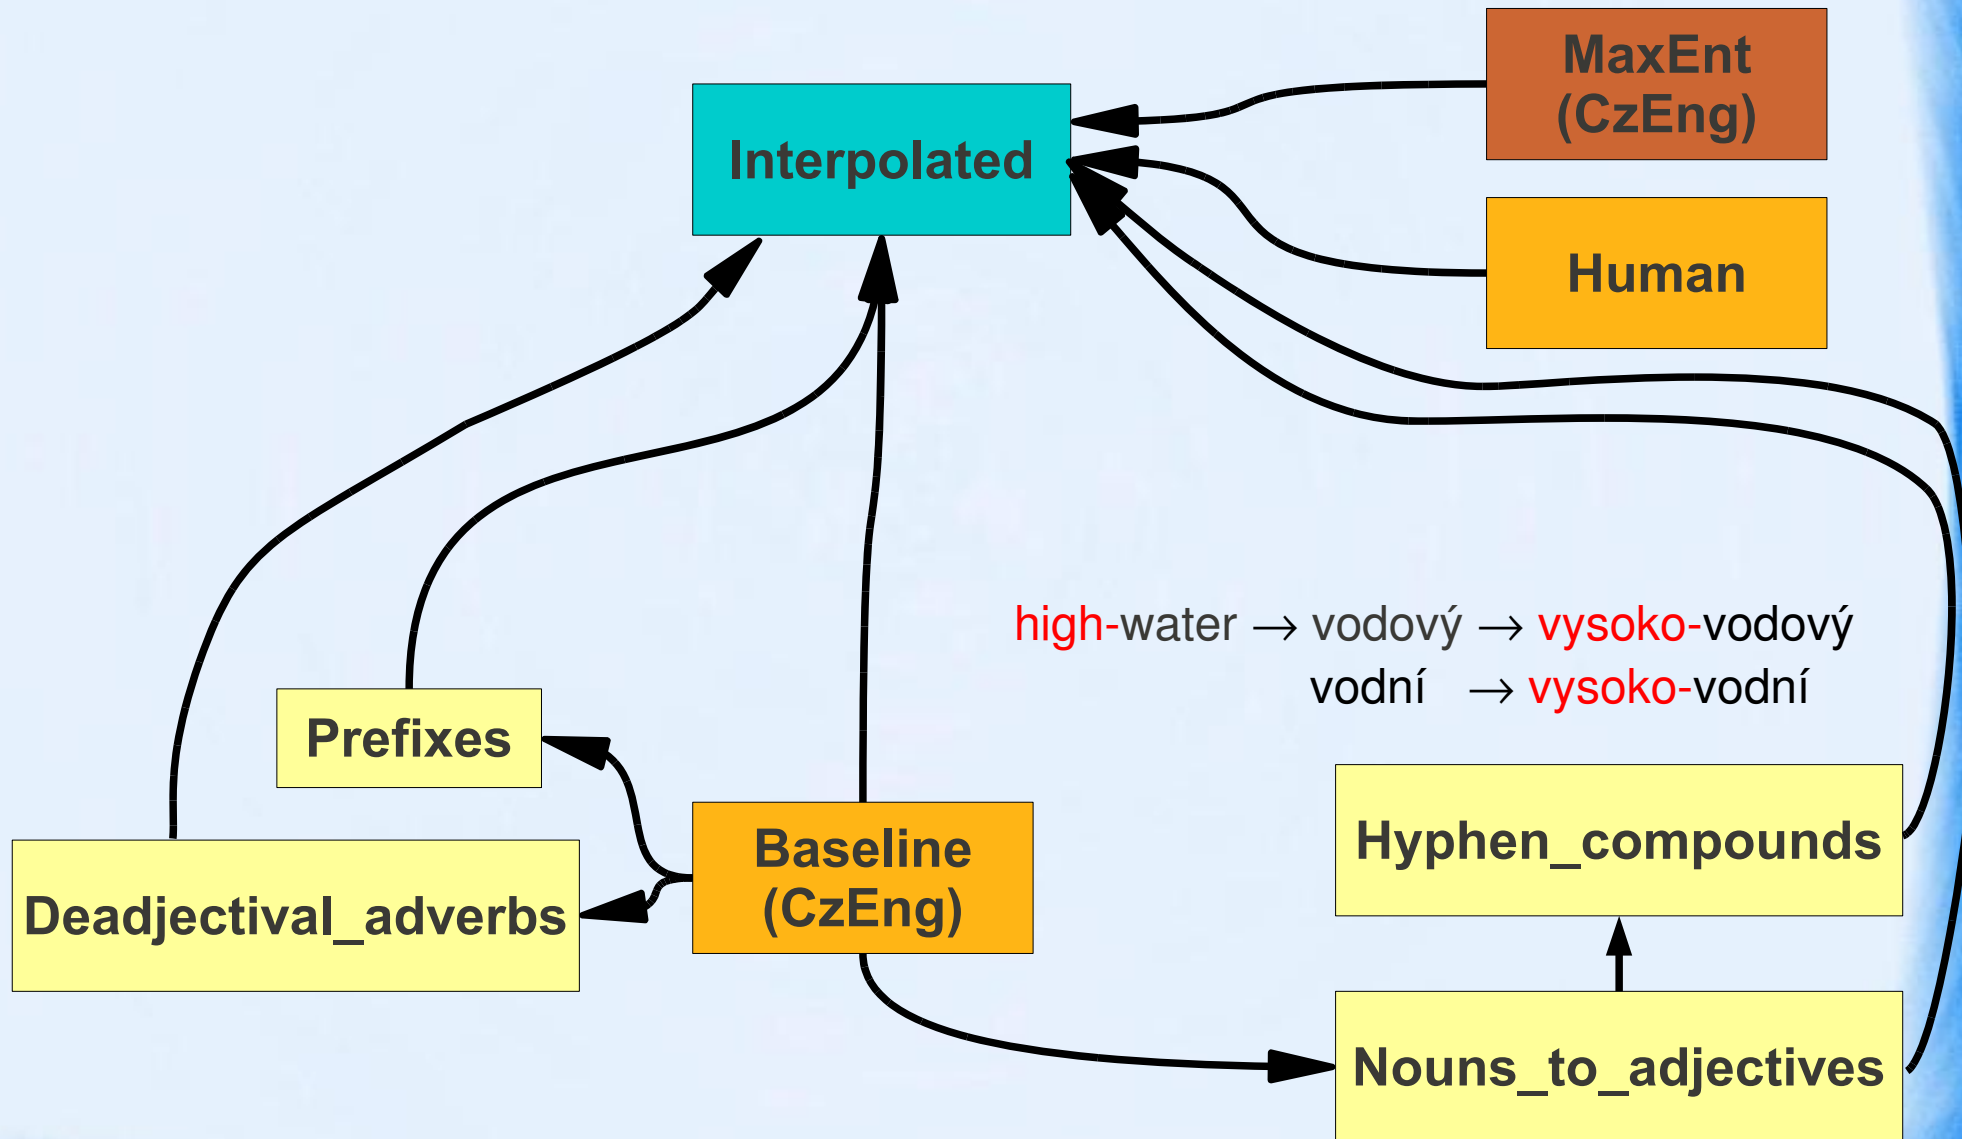 MaxEnt
(CzEng)
Interpolated
Human
high-water → vodový → vysoko-vodový
vodní → vysoko-vodní
Prefixes
Baseline
(CzEng)
Hyphen_compounds
Deadjectival_adverbs
Nouns_to_adjectives